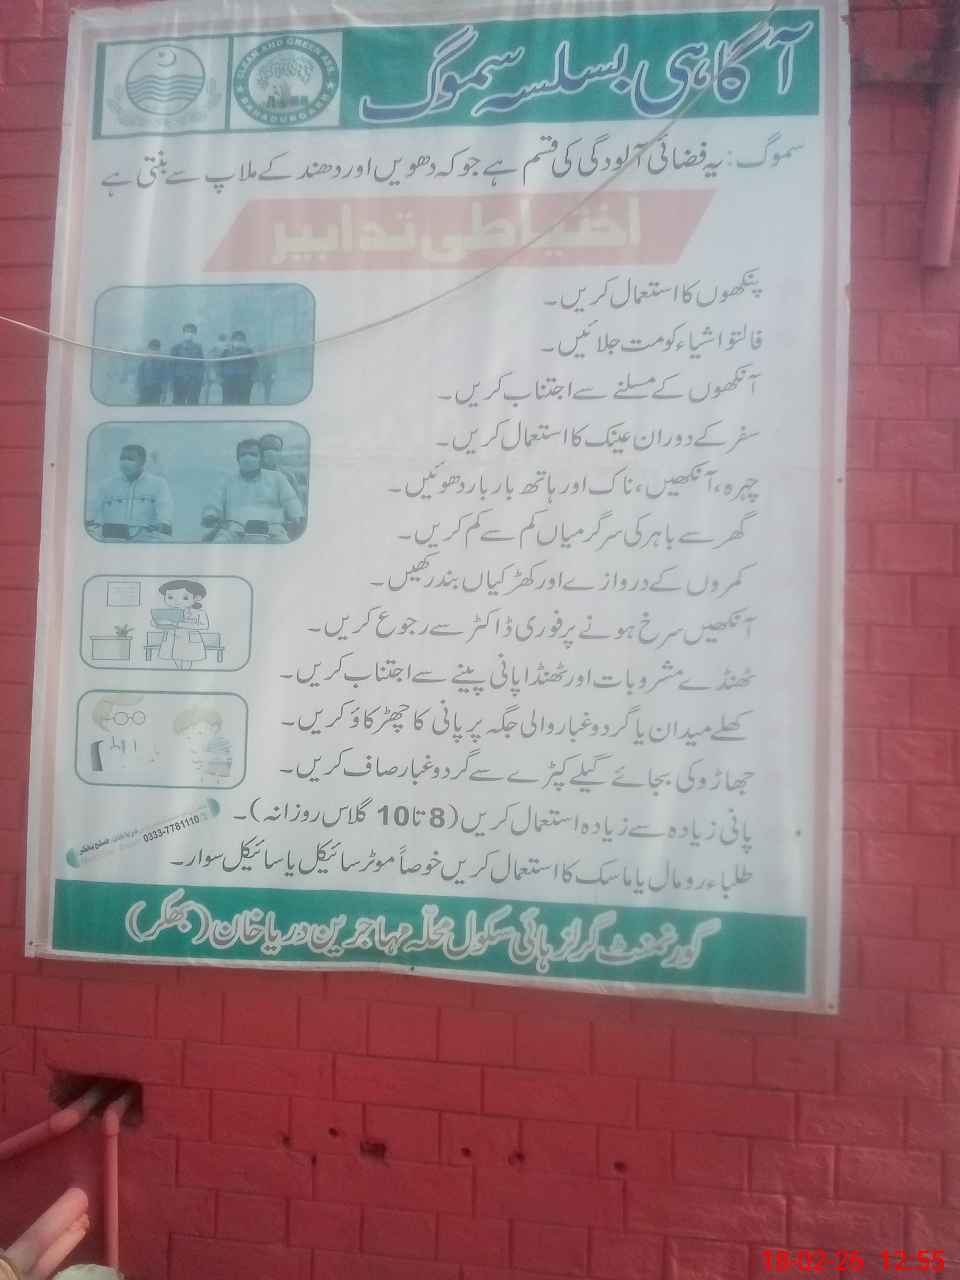 آگاہی بسلسہ سموگ
CLEAN AND GREEN
سموگ: یہ فضائی آلودگی کی قسم ہے جو کہ دھویں اور دھند کے ملاپ سے بنتی ہے
احتیاطی تدابیر
پنکھوں کا استعمال کریں۔
فالتو اشیاء کو مت جلائیں۔
آنکھوں کے مسلنے سے اجتناب کریں۔
سفر کے دوران عینک کا استعمال کریں۔
چہرہ، آنکھیں، ناک اور ہاتھ بار بار دھوئیں۔
گھر سے باہر کی سرگرمیاں کم سے کم کریں۔
کمروں کے دروازے اور کھڑکیاں بند رکھیں۔
آنکھیں سرخ ہونے پر فوری ڈاکٹر سے رجوع کریں۔
ٹھنڈے مشروبات اور ٹھنڈا پانی پینے سے اجتناب کریں۔
کھلے میدان یا گردوغبار والی جگہ پر پانی کا چھڑکاؤ کریں۔
جھاڑو کی بجائے گیلے کپڑے سے گردوغبار صاف کریں۔
پانی زیادہ سے زیادہ استعمال کریں (8 تا 10 گلاس روزانہ)۔
طلباء رومال یا ماسک کا استعمال کریں خوصاً موٹر سائیکل یا سائیکل سوار۔
0333-7781110
گورنمنٹ گرلز ہائی سکول محلّہ مہاجرین دریا خان (بھکر)
18-02-26 12:55